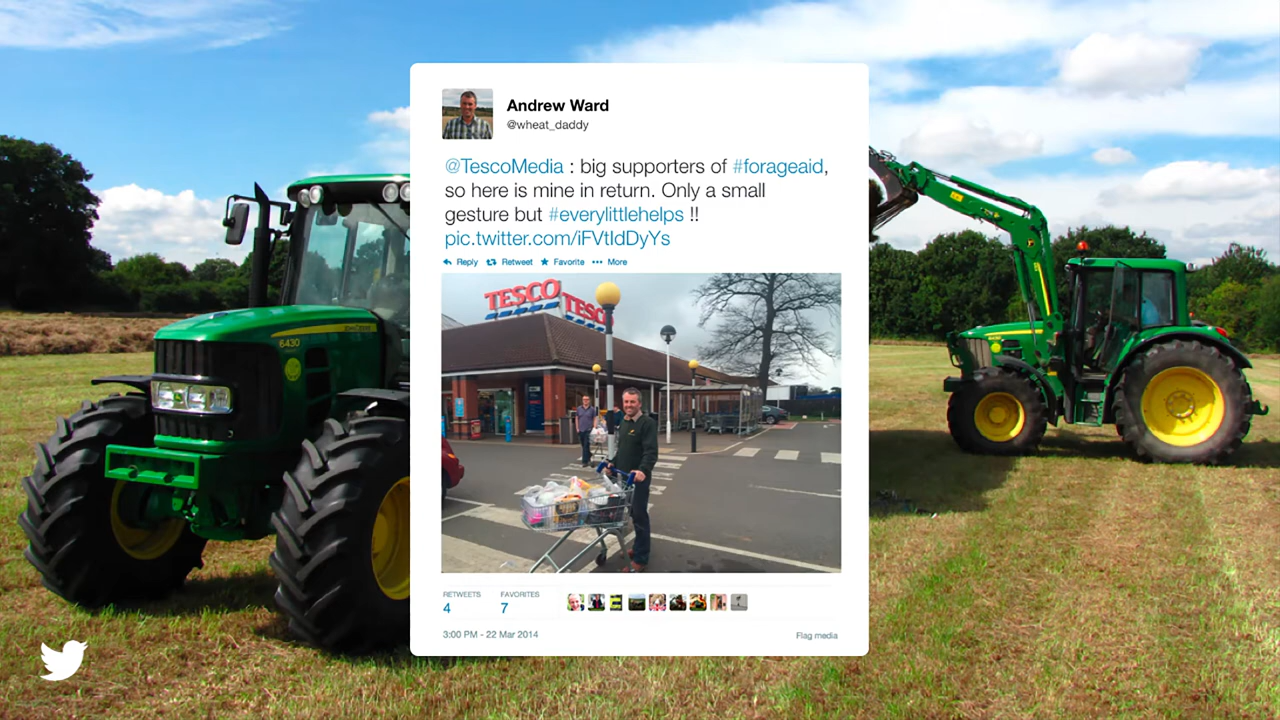 Andrew Ward
@wheat_daddy
@TescoMedia : big supporters of #forageaid,
so here is mine in return. Only a small
gesture but #everylittlehelps !!
pic.twitter.com/iFVtIdDyYs
Reply Retweet Favorite More
TESCO TESCO
6430
RETWEETS FAVORITES
4 7
3:00 PM - 22 Mar 2014 Flag media